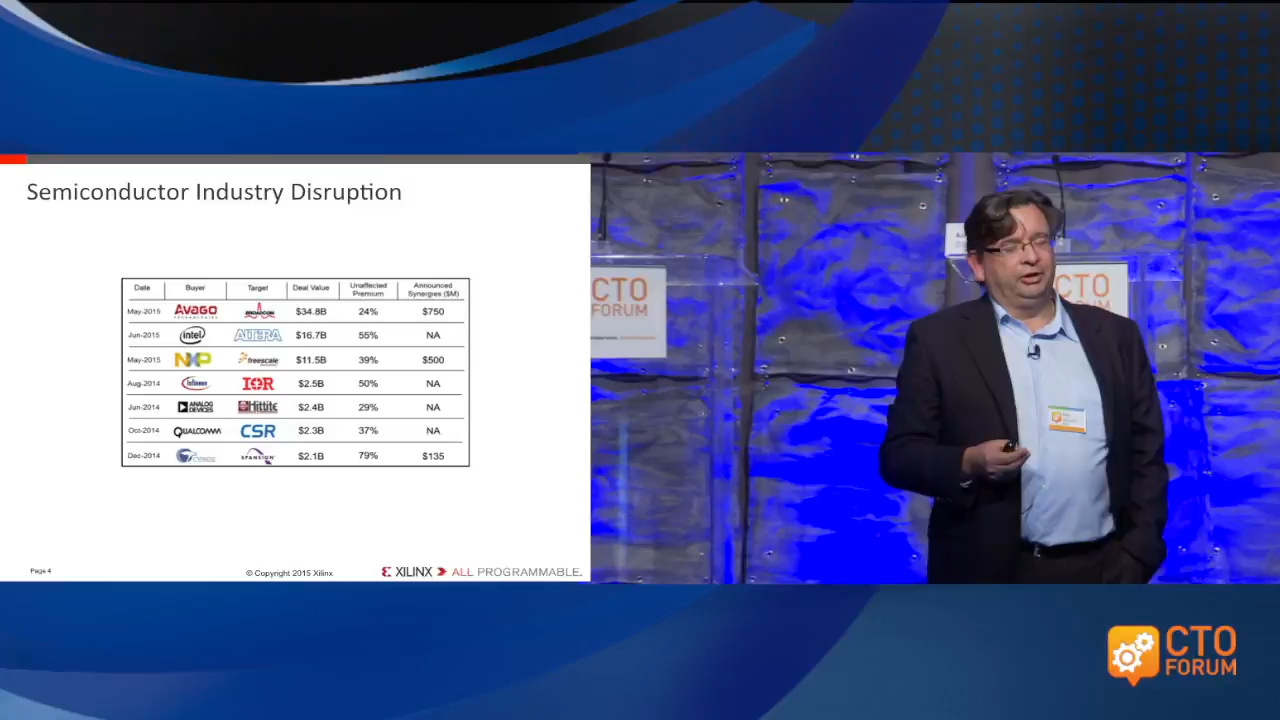 Semiconductor Industry Disruption
Date Buyer Target Deal Value Unaffected Premium Announced Synergies ($M)
May-2015 AVAGO TECHNOLOGIES BROADCOM $34.8B 24% $750
Jun-2015 intel ALTERA $16.7B 55% NA
May-2015 NXP freescale $11.5B 39% $500
Aug-2014 Infineon IOR $2.5B 50% NA
Jun-2014 ANALOG DEVICES Hittite $2.4B 29% NA
Oct-2014 QUALCOMM CSR $2.3B 37% NA
Dec-2014 SPANSION $2.1B 79% $135
Page 4
© Copyright 2015 Xilinx
XILINX ALL PROGRAMMABLE.
CTO
FORUM
CTO
FORUM
CTO
FORUM